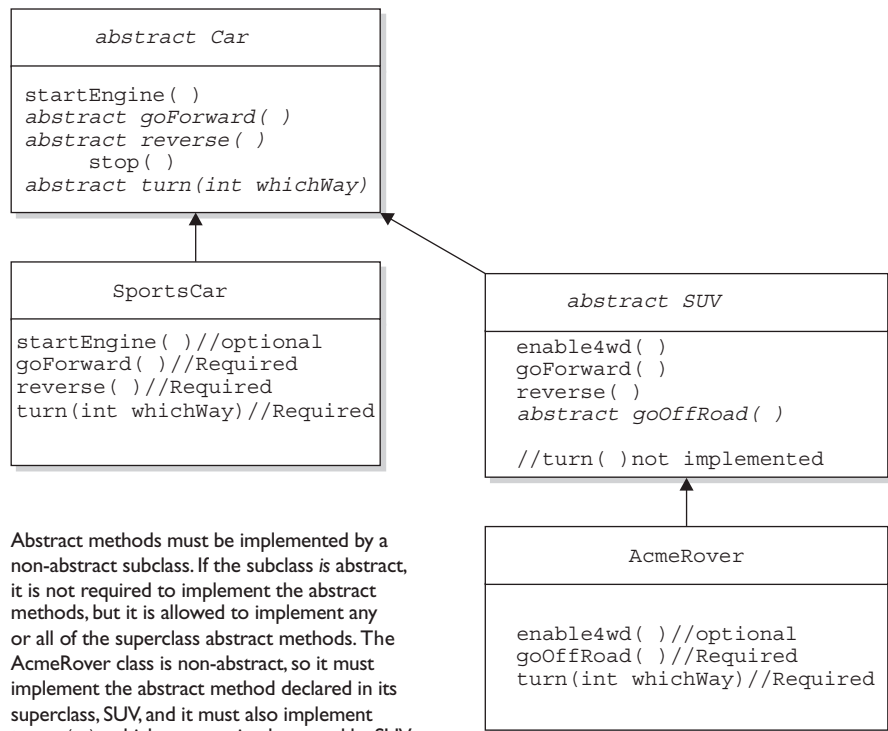 abstract Car
startEngine( )
abstract goForward( )
abstract reverse( )
stop( )
abstract turn(int whichWay)
SportsCar
startEngine( )//optional
goForward( )//Required
reverse( )//Required
turn(int whichWay)//Required
abstract SUV
enable4wd( )
goForward( )
reverse( )
abstract goOffRoad( )
//turn( )not implemented
AcmeRover
enable4wd( )//optional
goOffRoad( )//Required
turn(int whichWay)//Required
Abstract methods must be implemented by a
non-abstract subclass. If the subclass is abstract,
it is not required to implement the abstract
methods, but it is allowed to implement any
or all of the superclass abstract methods. The
AcmeRover class is non-abstract, so it must
implement the abstract method declared in its
superclass, SUV, and it must also implement